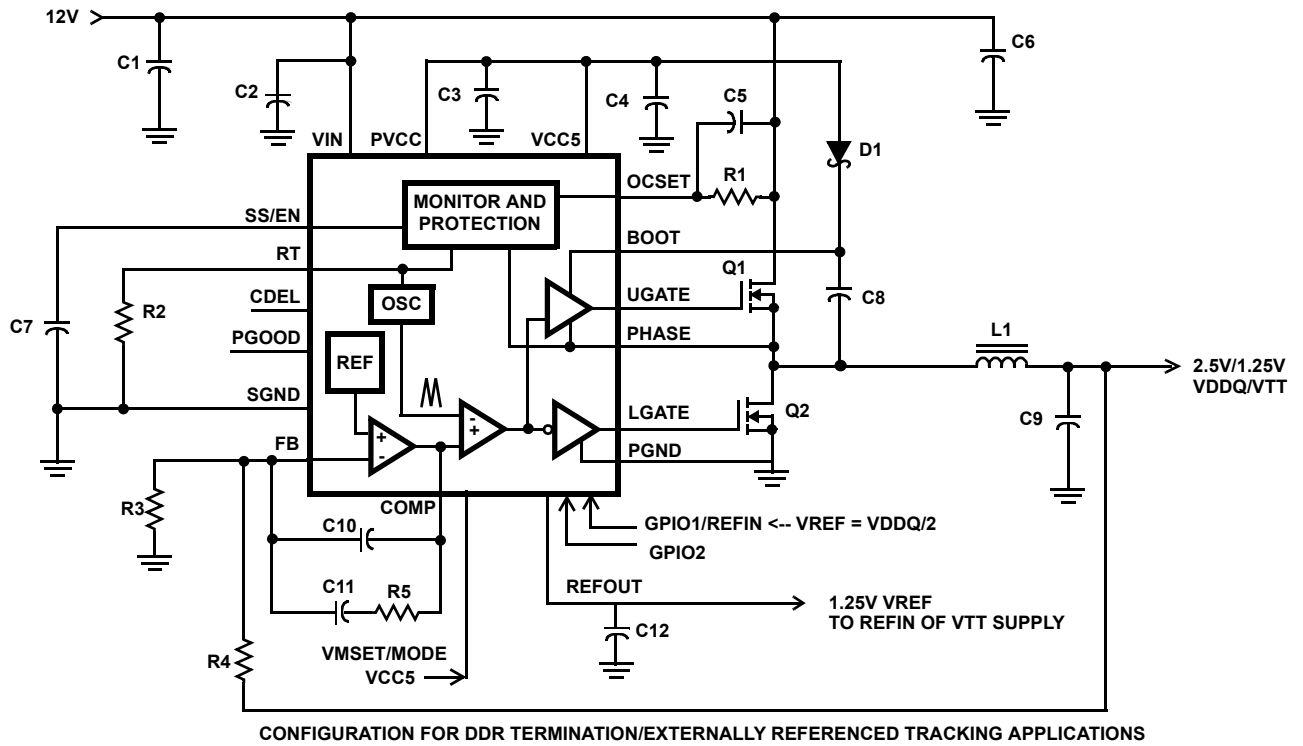 12V
C1
C2
C3
C4
C5
C6
VIN
PVCC
VCC5
D1
OCSET
R1
MONITOR AND
PROTECTION
SS/EN
BOOT
RT
Q1
OSC
UGATE
C8
CDEL
R2
C7
PGOOD
PHASE
L1
REF
2.5V/1.25V
VDDQ/VTT
SGND
LGATE
Q2
C9
FB
+
-
-
+
PGND
R3
COMP
C10
GPIO1/REFIN <-- VREF = VDDQ/2
GPIO2
C11
R5
REFOUT
1.25V VREF
TO REFIN OF VTT SUPPLY
C12
R4
VMSET/MODE
VCC5
CONFIGURATION FOR DDR TERMINATION/EXTERNALLY REFERENCED TRACKING APPLICATIONS